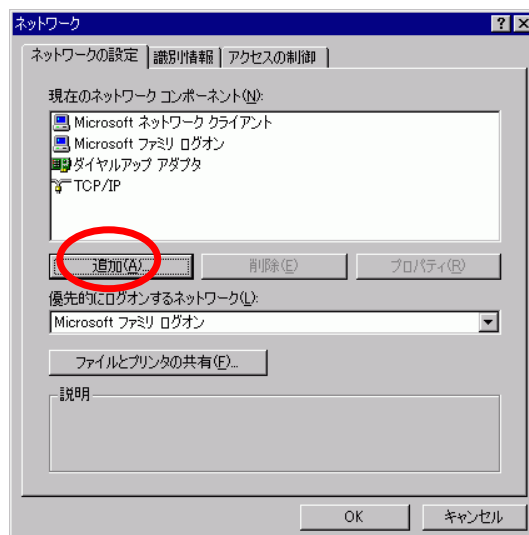 ネットワーク
ネットワークの設定 識別情報 アクセスの制御
現在のネットワーク コンポーネント(N):
Microsoft ネットワーク クライアント
Microsoft ファミリ ログオン
ダイヤルアップ アダプタ
TCP/IP
追加(A)... 削除(E) プロパティ(R)
優先的にログオンするネットワーク(L):
Microsoft ファミリ ログオン
ファイルとプリンタの共有(F)...
説明
OK キャンセル